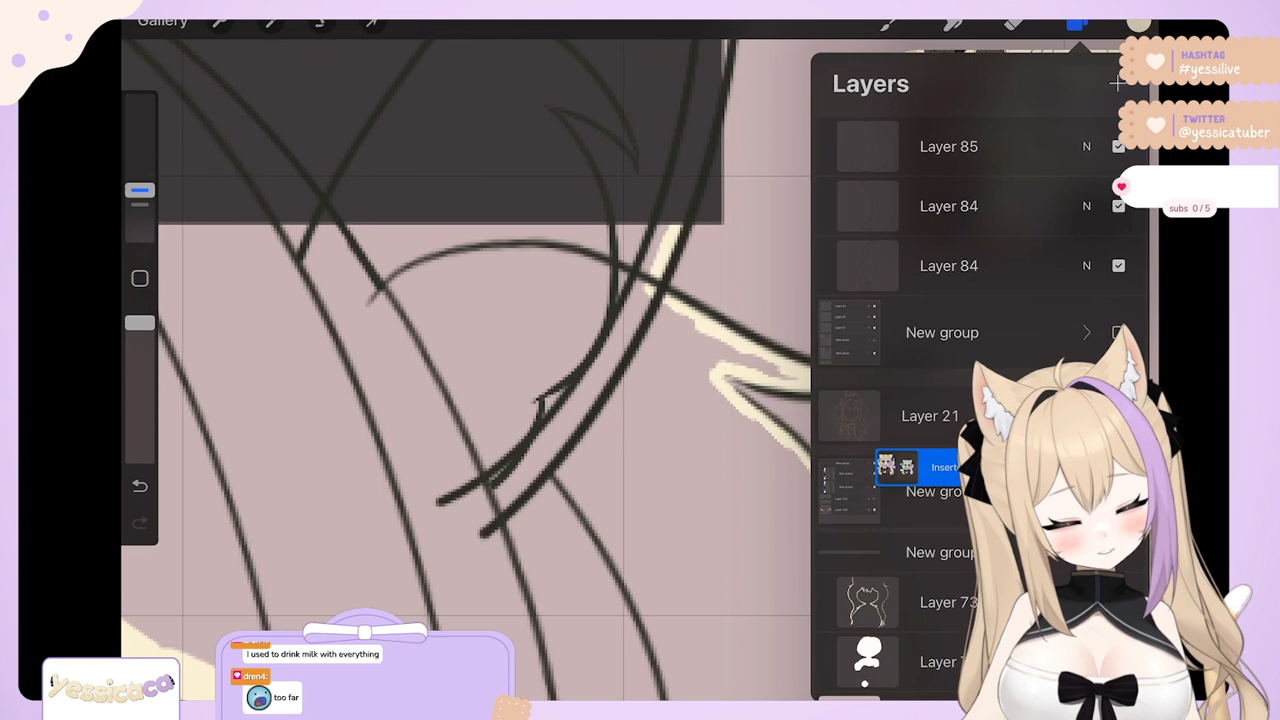 Gallery
Layers
HASHTAG
#yessilive
TWITTER
@yessicatuber
subs 0/5
Layer 85
N
Layer 84
N
Layer 84
N
New group
Layer 21
Insert
New gro
New group
Layer 73
Layer
I used to drink milk with everything
dren4:
too far
yessicaca